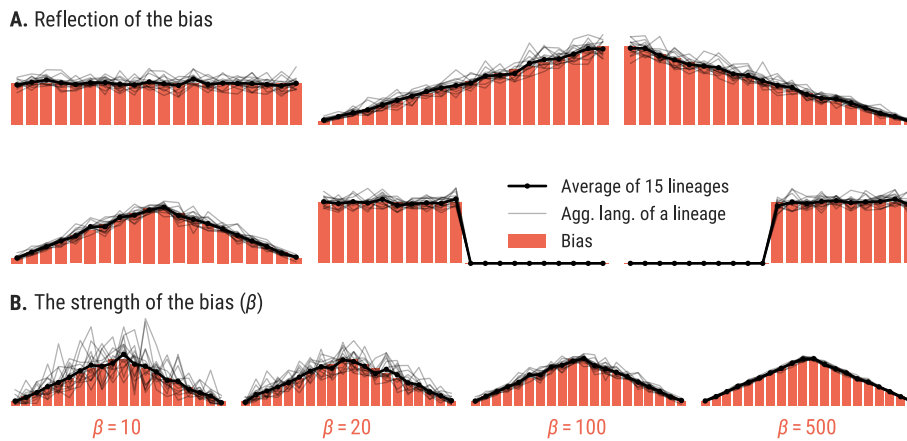 A. Reflection of the bias
Average of 15 lineages
Agg. lang. of a lineage
Bias
B. The strength of the bias (β)
β = 10
β = 20
β = 100
β = 500